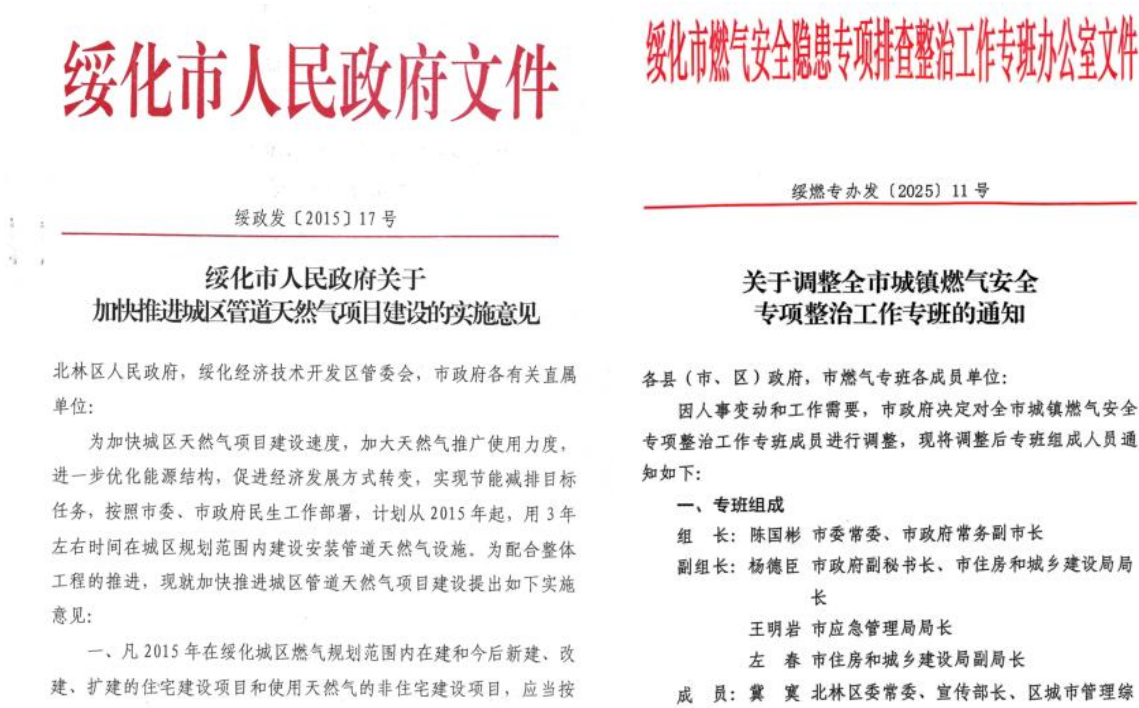 绥化市人民政府文件
绥政发〔2015〕17号
绥化市人民政府关于
加快推进城区管道天然气项目建设的实施意见
北林区人民政府，绥化经济技术开发区管委会，市政府各有关直属
单位：
为加快城区天然气项目建设速度，加大天然气推广使用力度，
进一步优化能源结构，促进经济发展方式转变，实现节能减排目标
任务，按照市委、市政府民生工作部署，计划从2015年起，用3年
左右时间在城区规划范围内建设安装管道天然气设施。为配合整体
工程的推进，现就加快推进城区管道天然气项目建设提出如下实施
意见：
一、凡2015年在绥化城区燃气规划范围内在建和今后新建、改
建、扩建的住宅建设项目和使用天然气的非住宅建设项目，应当按
绥化市燃气安全隐患专项排查整治工作专班办公室文件
绥燃专办发〔2025〕11号
关于调整全市城镇燃气安全
专项整治工作专班的通知
各县（市、区）政府，市燃气专班各成员单位：
因人事变动和工作需要，市政府决定对全市城镇燃气安全
专项整治工作专班成员进行调整，现将调整后专班组成人员通
知如下：
一、专班组成
组　长：陈国彬 市委常委、市政府常务副市长
副组长：杨德臣 市政府副秘书长、市住房和城乡建设局局
长
王明岩 市应急管理局局长
左　春 市住房和城乡建设局副局长
成　员：冀　寞 北林区委常委、宣传部长、区城市管理综